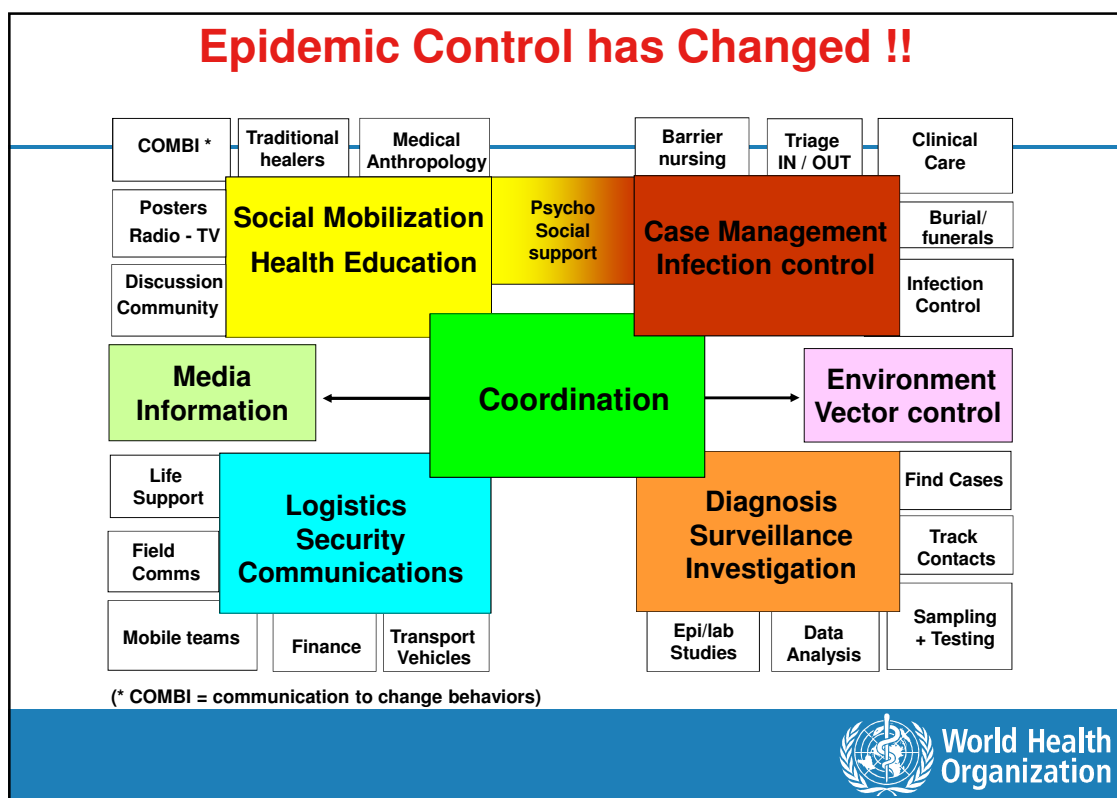 Epidemic Control has Changed !!
COMBI *
Traditional
healers
Medical
Anthropology
Barrier
nursing
Triage
IN / OUT
Clinical
Care
Posters
Radio - TV
Social Mobilization
Health Education
Psycho
Social
support
Case Management
Infection control
Burial/
funerals
Discussion
Community
Infection
Control
Media
Information
Coordination
Environment
Vector control
Life
Support
Logistics
Security
Communications
Diagnosis
Surveillance
Investigation
Find Cases
Field
Comms
Track
Contacts
Mobile teams
Finance
Transport
Vehicles
Epi/lab
Studies
Data
Analysis
Sampling
+ Testing
(* COMBI = communication to change behaviors)
World Health
Organization